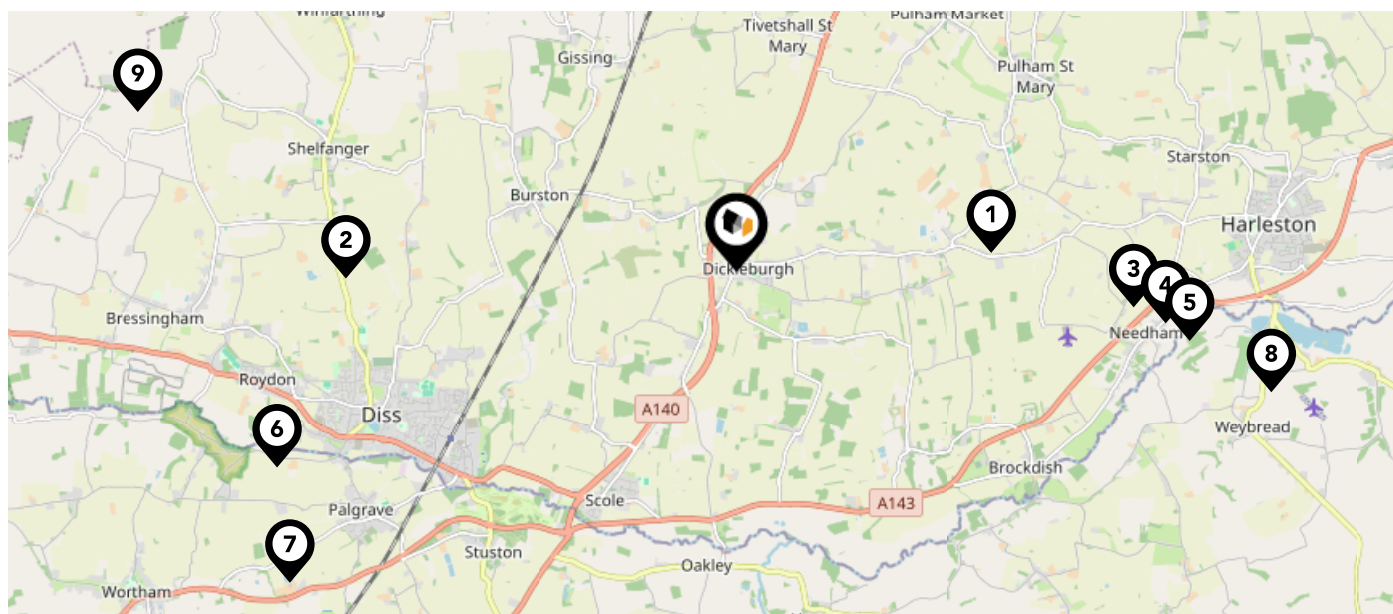 Winfarthing
Tivetshall St
Mary
Pulham Market
Gissing
9
Pulham St
Mary
Shelfanger
Starston
Burston
1
Harleston
2
Dickleburgh
3
4
5
Bressingham
Needham
8
Roydon
Diss
A140
6
Weybread
Brockdish
Scole
A143
Palgrave
7
Stuston
Oakley
Wortham